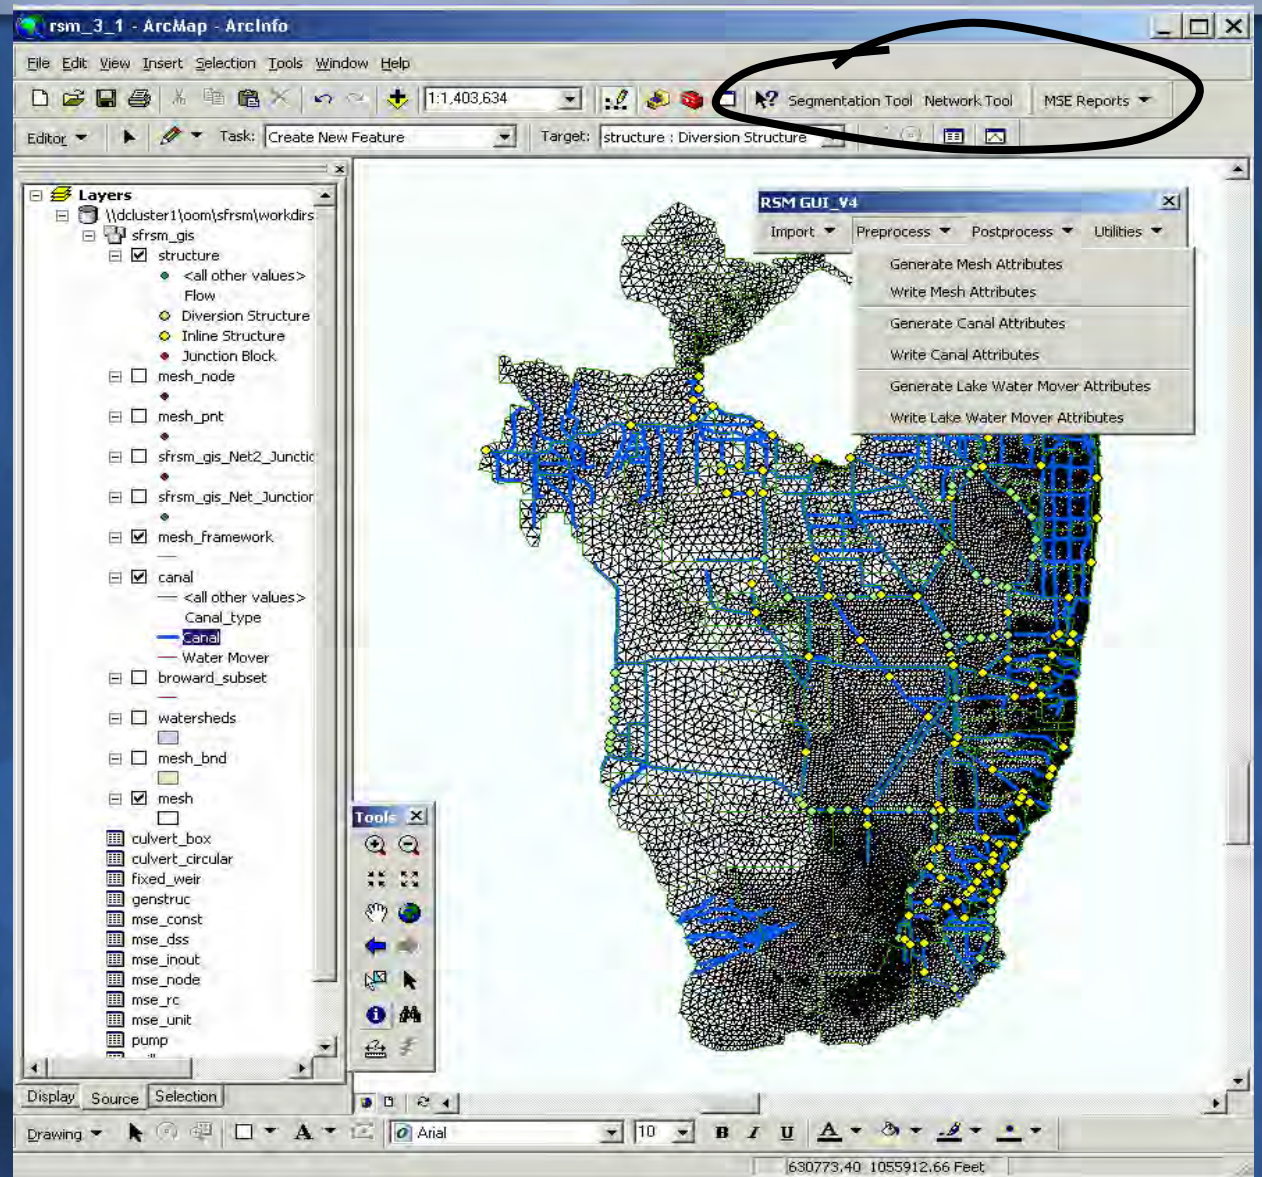 rsm_3_1 - ArcMap - ArcInfo
File Edit View Insert Selection Tools Window Help
1:1,403,634
Segmentation Tool Network Tool MSE Reports
Editor Task: Create New Feature Target: structure : Diversion Structure
Layers
\\dcluster1\oom\sfrsm\workdirs
sfrsm_gis
structure
<all other values>
Flow
Diversion Structure
Inline Structure
Junction Block
mesh_node
mesh_pnt
sfrsm_gis_Net2_Junctic
sfrsm_gis_Net_Junction
mesh_framework
canal
<all other values>
Canal_type
Canal
Water Mover
broward_subset
watersheds
mesh_bnd
mesh
culvert_box
culvert_circular
fixed_weir
genstruc
mse_const
mse_dss
mse_inout
mse_node
mse_rc
mse_unit
pump
Display Source Selection
RSM GUI_V4
Import Preprocess Postprocess Utilities
Generate Mesh Attributes
Write Mesh Attributes
Generate Canal Attributes
Write Canal Attributes
Generate Lake Water Mover Attributes
Write Lake Water Mover Attributes
Tools
Drawing A Arial 10 B I U A
630773.40 1055912.66 Feet